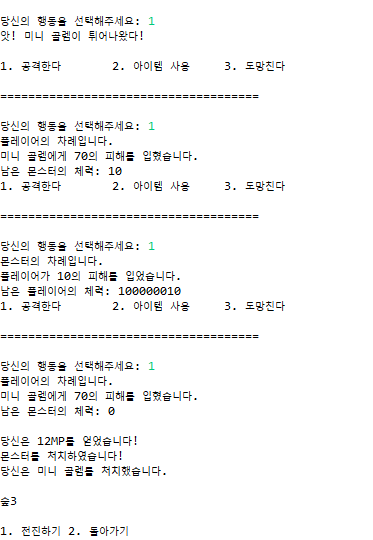 당신의 행동을 선택해주세요: 1
앗! 미니 골렘이 튀어나왔다!
1. 공격한다 2. 아이템 사용 3. 도망친다
=====================================
당신의 행동을 선택해주세요: 1
플레이어의 차례입니다.
미니 골렘에게 70의 피해를 입혔습니다.
남은 몬스터의 체력: 10
1. 공격한다 2. 아이템 사용 3. 도망친다
=====================================
당신의 행동을 선택해주세요: 1
몬스터의 차례입니다.
플레이어가 10의 피해를 입었습니다.
남은 플레이어의 체력: 100000010
1. 공격한다 2. 아이템 사용 3. 도망친다
=====================================
당신의 행동을 선택해주세요: 1
플레이어의 차례입니다.
미니 골렘에게 70의 피해를 입혔습니다.
남은 몬스터의 체력: 0
당신은 12MP를 얻었습니다!
몬스터를 처치하였습니다!
당신은 미니 골렘를 처치했습니다.
숲3
1. 전진하기 2. 돌아가기